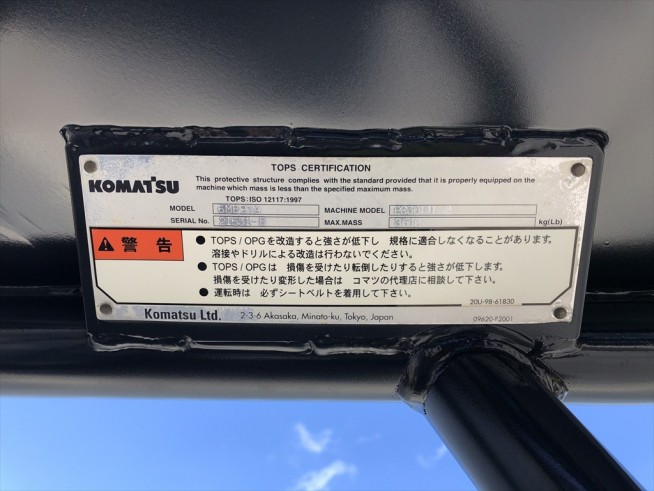 TOPS CERTIFICATION
KOMATSU
This protective structure complies with the standard provided that it is properly equipped on the
machine which mass is less than the specified maximum mass.
TOPS:ISO 12117:1997
MODEL MACHINE MODEL
SERIAL No. MAX.MASS kg(Lb)
警告
● TOPS / OPGを改造すると強さが低下し 規格に適合しなくなることがあります。
溶接やドリルによる改造は行わないでください。
● TOPS / OPGは 損傷を受けたり転倒したりすると強さが低下します。
損傷を受けたり変形した場合は コマツの代理店に相談して下さい。
● 運転時は 必ずシートベルトを着用して下さい。
20U-98-61830
Komatsu Ltd. 2-3-6 Akasaka, Minato-ku, Tokyo, Japan
09620-P2001